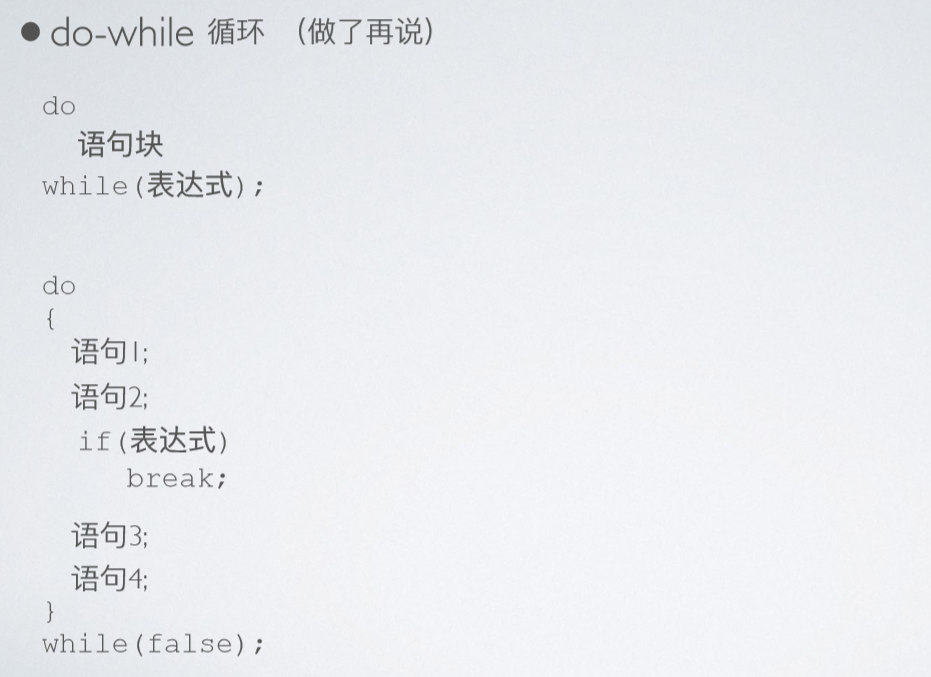 ● do-while 循环 （做了再说）
do
语句块
while(表达式);
do
{
语句1;
语句2;
if(表达式)
break;
语句3;
语句4;
}
while(false);